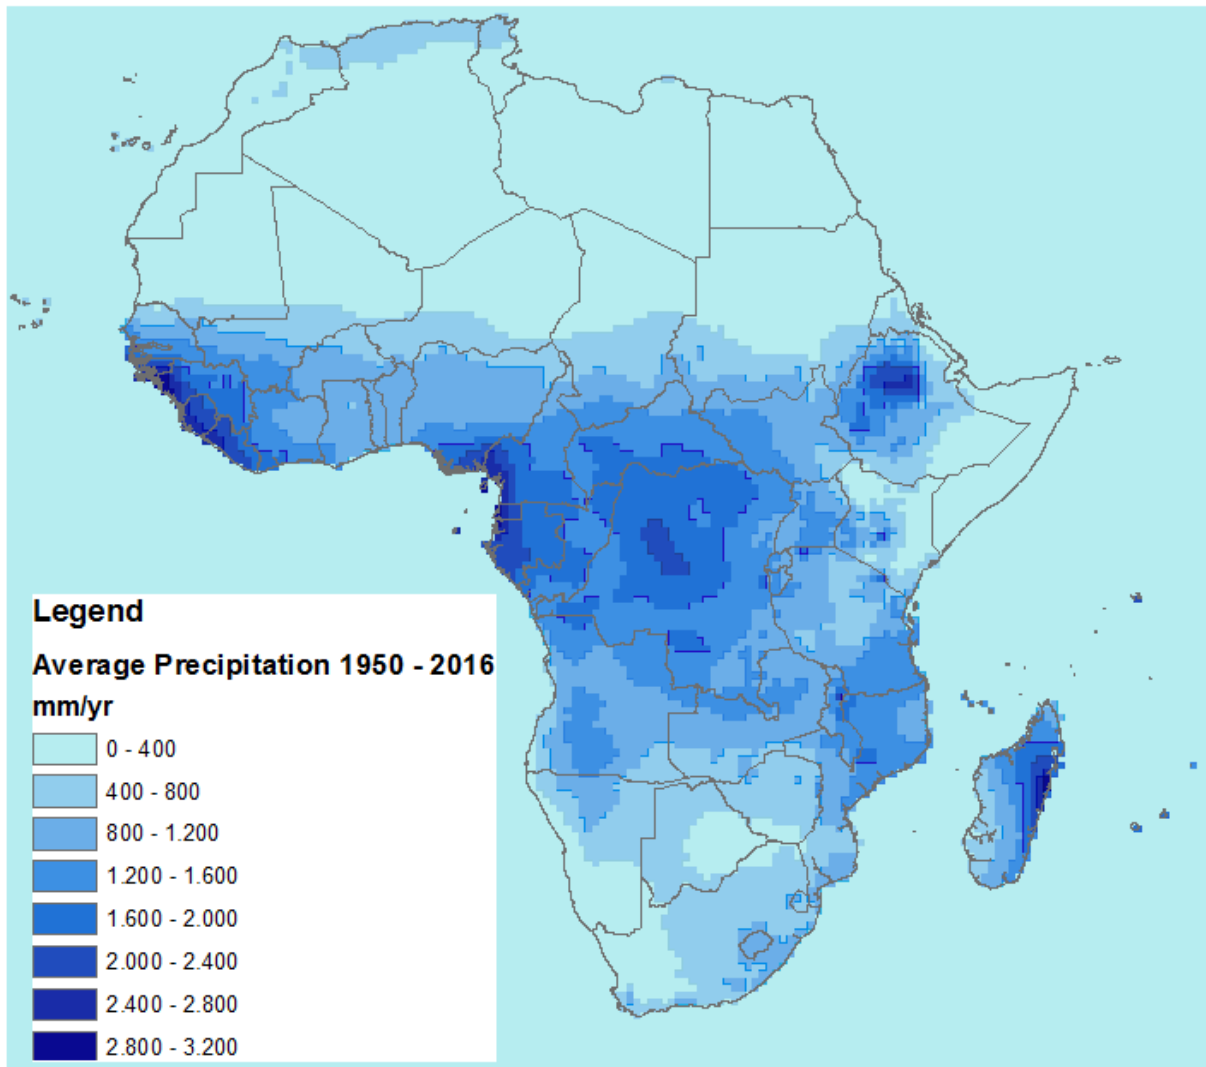 Legend
Average Precipitation 1950 - 2016
mm/yr
0 - 400
400 - 800
800 - 1.200
1.200 - 1.600
1.600 - 2.000
2.000 - 2.400
2.400 - 2.800
2.800 - 3.200